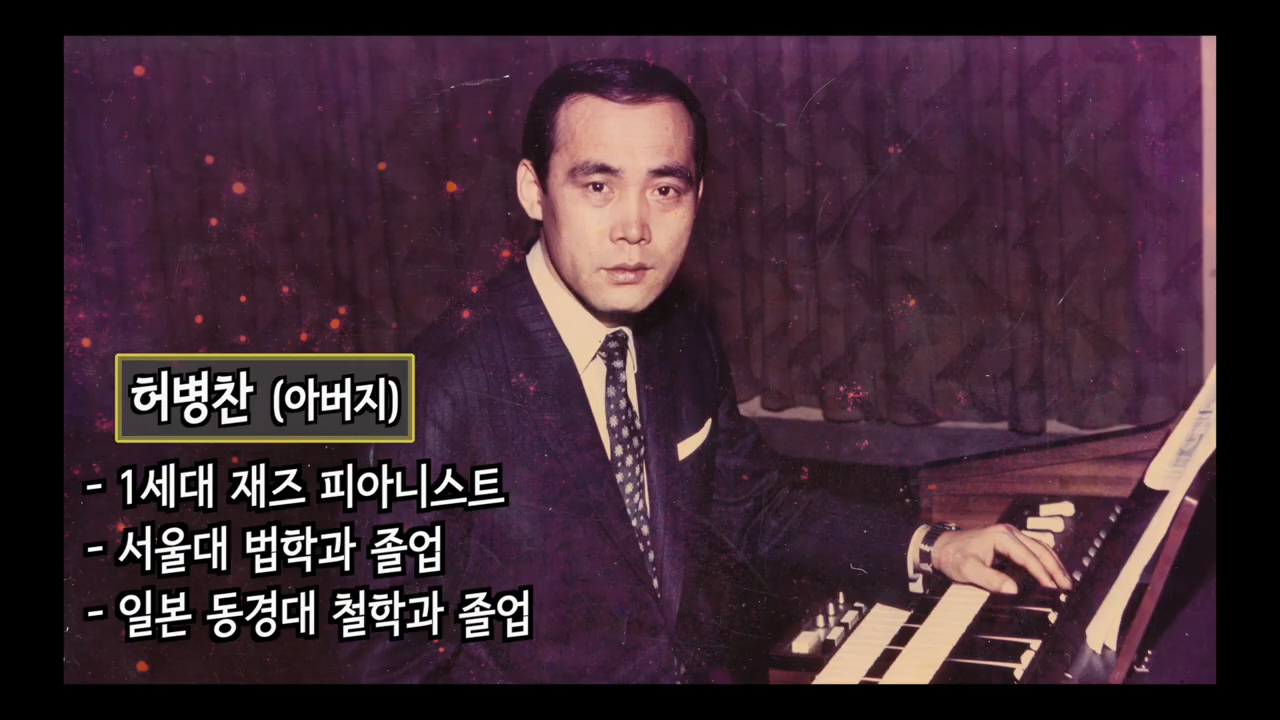 허병찬 (아버지)
- 1세대 재즈 피아니스트
- 서울대 법학과 졸업
- 일본 동경대 철학과 졸업